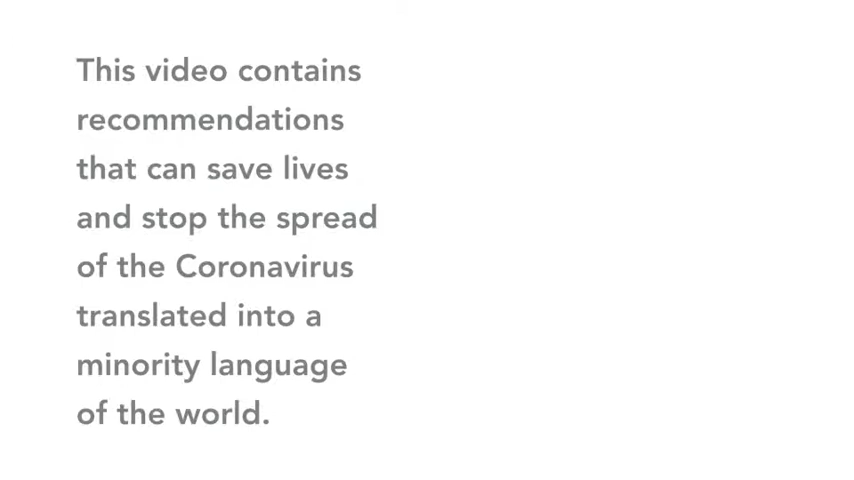 This video contains
recommendations
that can save lives
and stop the spread
of the Coronavirus
translated into a
minority language
of the world.